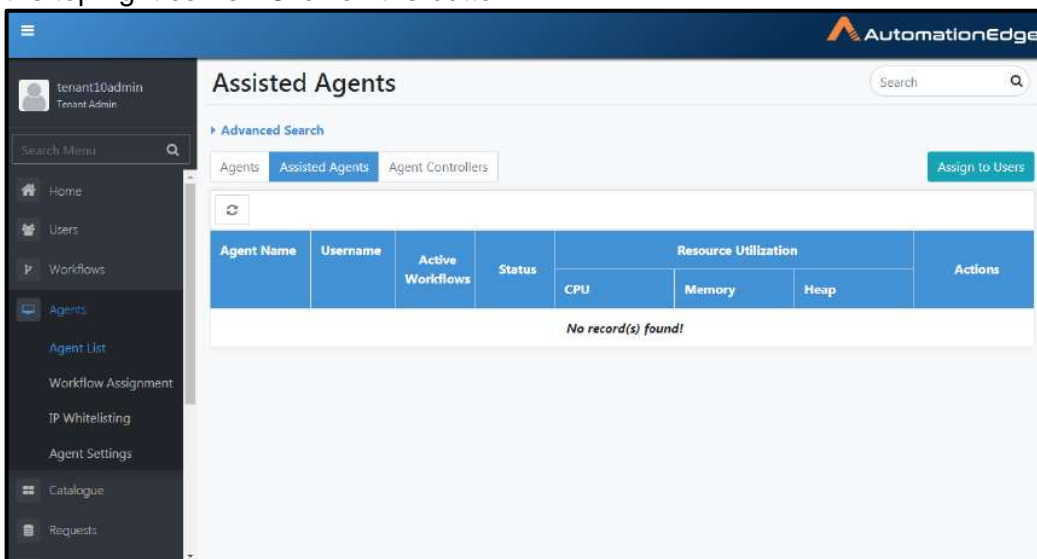 AutomationEdge
tenant10admin
Tenant Admin
Search Menu
Home
Users
Workflows
Agents
Agent List
Workflow Assignment
IP Whitelisting
Agent Settings
Catalogue
Requests
Assisted Agents
Search
Advanced Search
Agents Assisted Agents Agent Controllers
Assign to Users
Agent Name Username Active Workflows Status Resource Utilization Actions
CPU Memory Heap
No record(s) found!